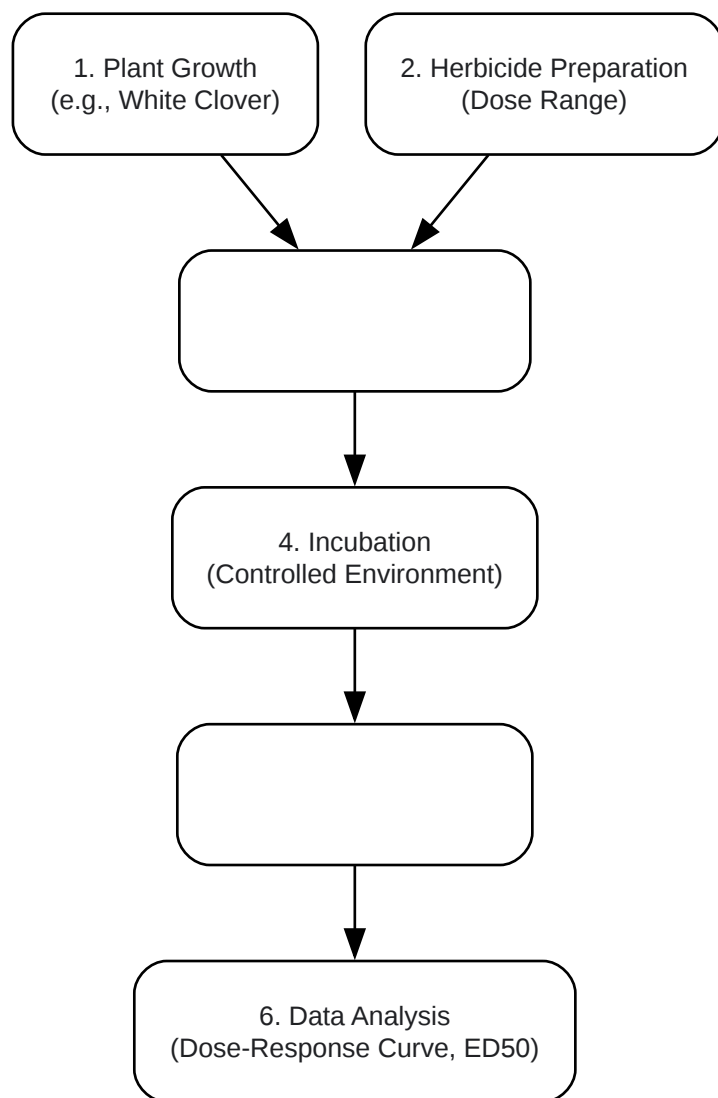 1. Plant Growth
(e.g., White Clover)
2. Herbicide Preparation
(Dose Range)
4. Incubation
(Controlled Environment)
6. Data Analysis
(Dose-Response Curve, ED50)